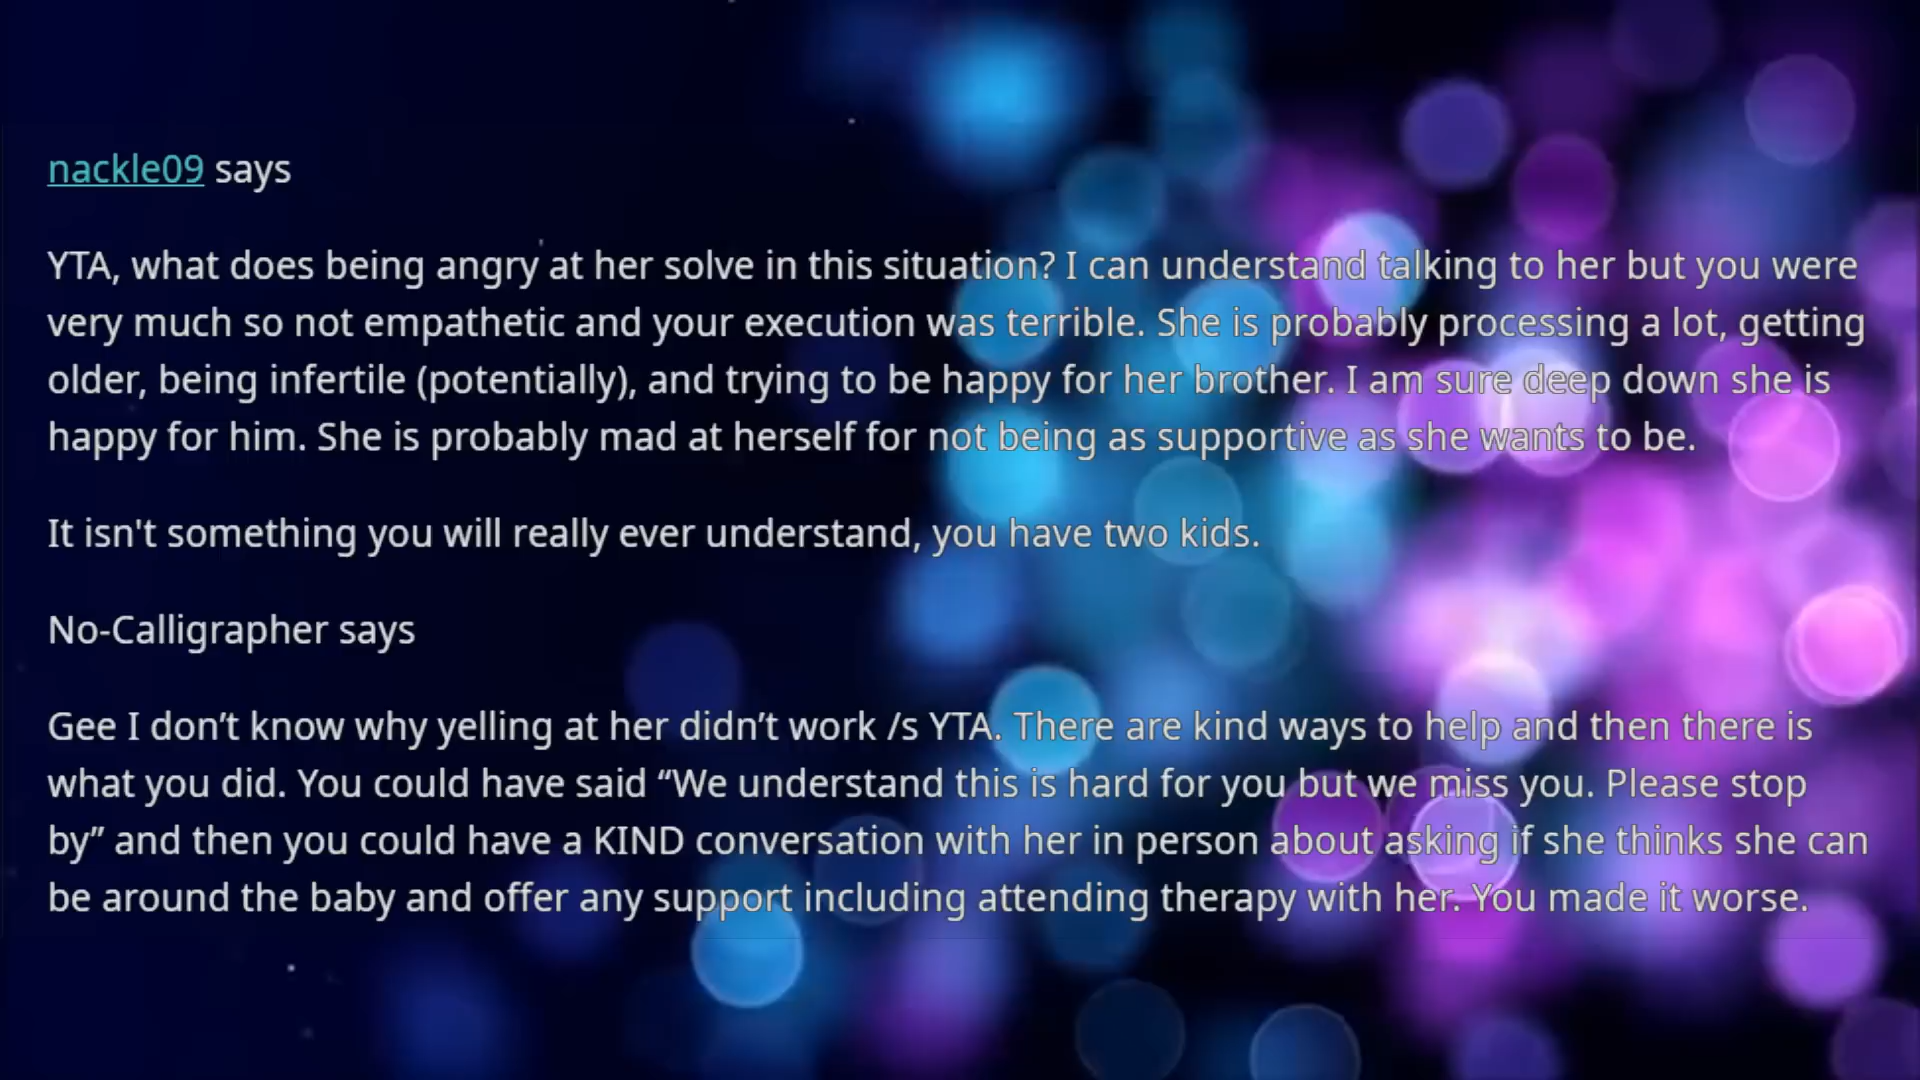 nackle09 says
YTA, what does being angry at her solve in this situation? I can understand talking to her but you were
very much so not empathetic and your execution was terrible. She is probably processing a lot, getting
older, being infertile (potentially), and trying to be happy for her brother. I am sure deep down she is
happy for him. She is probably mad at herself for not being as supportive as she wants to be.
It isn't something you will really ever understand, you have two kids.
No-Calligrapher says
Gee I don’t know why yelling at her didn’t work /s YTA. There are kind ways to help and then there is
what you did. You could have said “We understand this is hard for you but we miss you. Please stop
by” and then you could have a KIND conversation with her in person about asking if she thinks she can
be around the baby and offer any support including attending therapy with her. You made it worse.